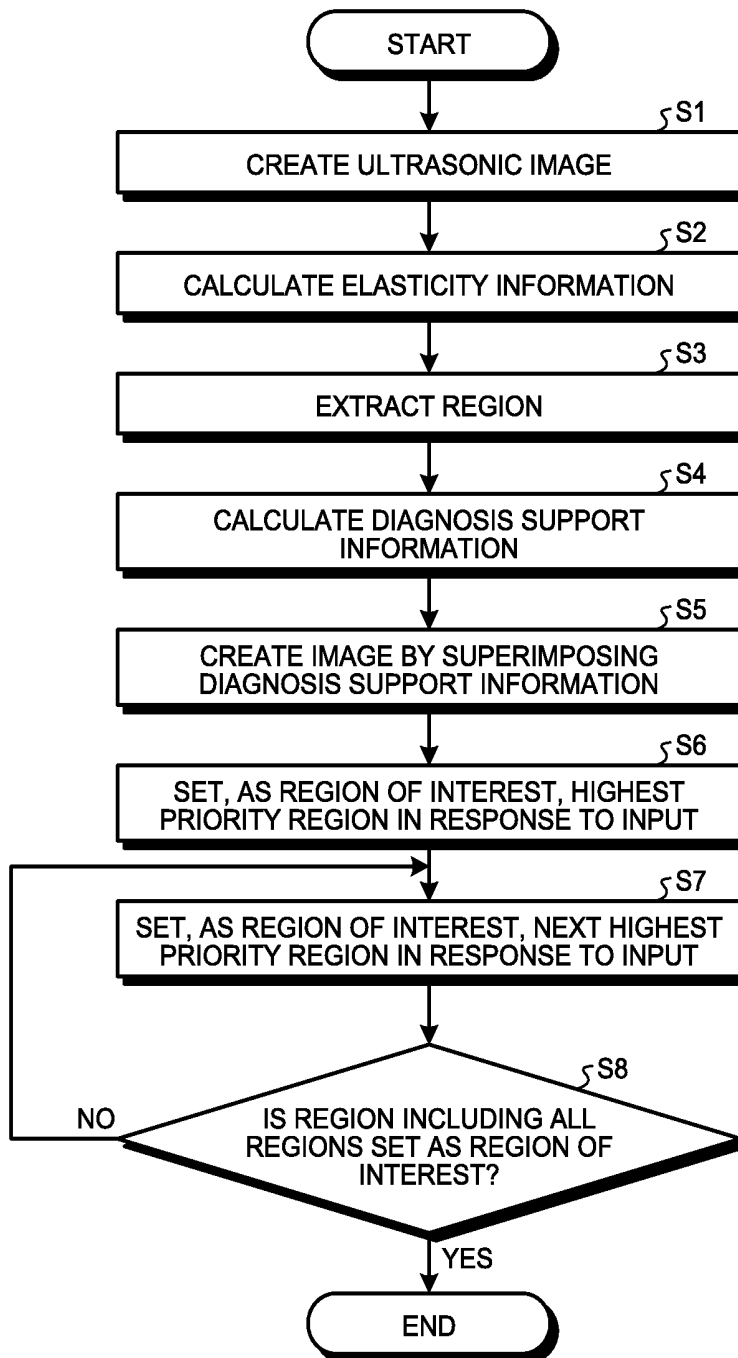 START
S1
CREATE ULTRASONIC IMAGE
S2
CALCULATE ELASTICITY INFORMATION
S3
EXTRACT REGION
S4
CALCULATE DIAGNOSIS SUPPORT
INFORMATION
S5
CREATE IMAGE BY SUPERIMPOSING
DIAGNOSIS SUPPORT INFORMATION
S6
SET, AS REGION OF INTEREST, HIGHEST
PRIORITY REGION IN RESPONSE TO INPUT
S7
SET, AS REGION OF INTEREST, NEXT HIGHEST
PRIORITY REGION IN RESPONSE TO INPUT
S8
NO
IS REGION INCLUDING ALL
REGIONS SET AS REGION OF
INTEREST?
YES
END